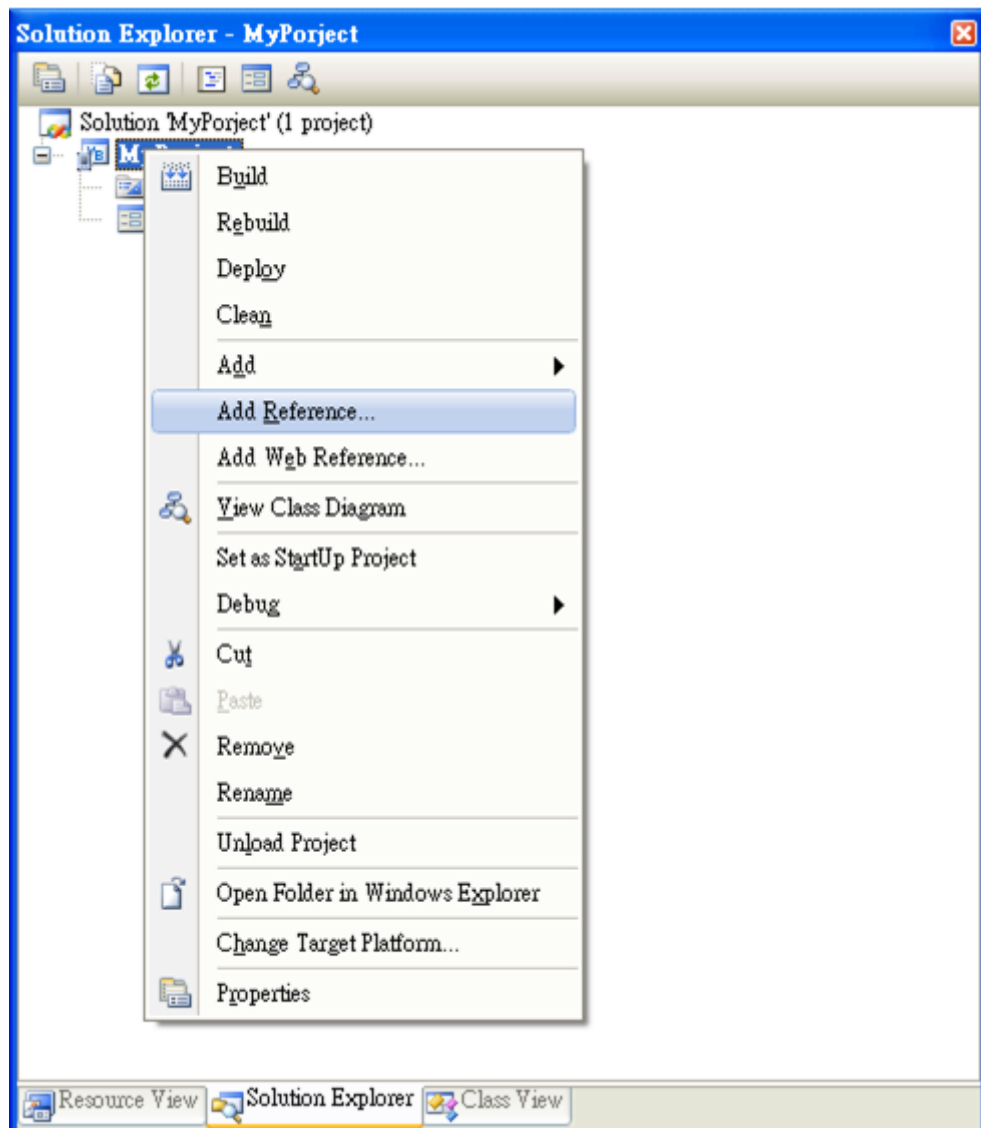 Solution Explorer - MyPorject
Solution 'MyPorject' (1 project)
Build
Rebuild
Deploy
Clean
Add
Add Reference...
Add Web Reference...
View Class Diagram
Set as StartUp Project
Debug
Cut
Paste
Remove
Rename
Unload Project
Open Folder in Windows Explorer
Change Target Platform...
Properties
Resource View
Solution Explorer
Class View